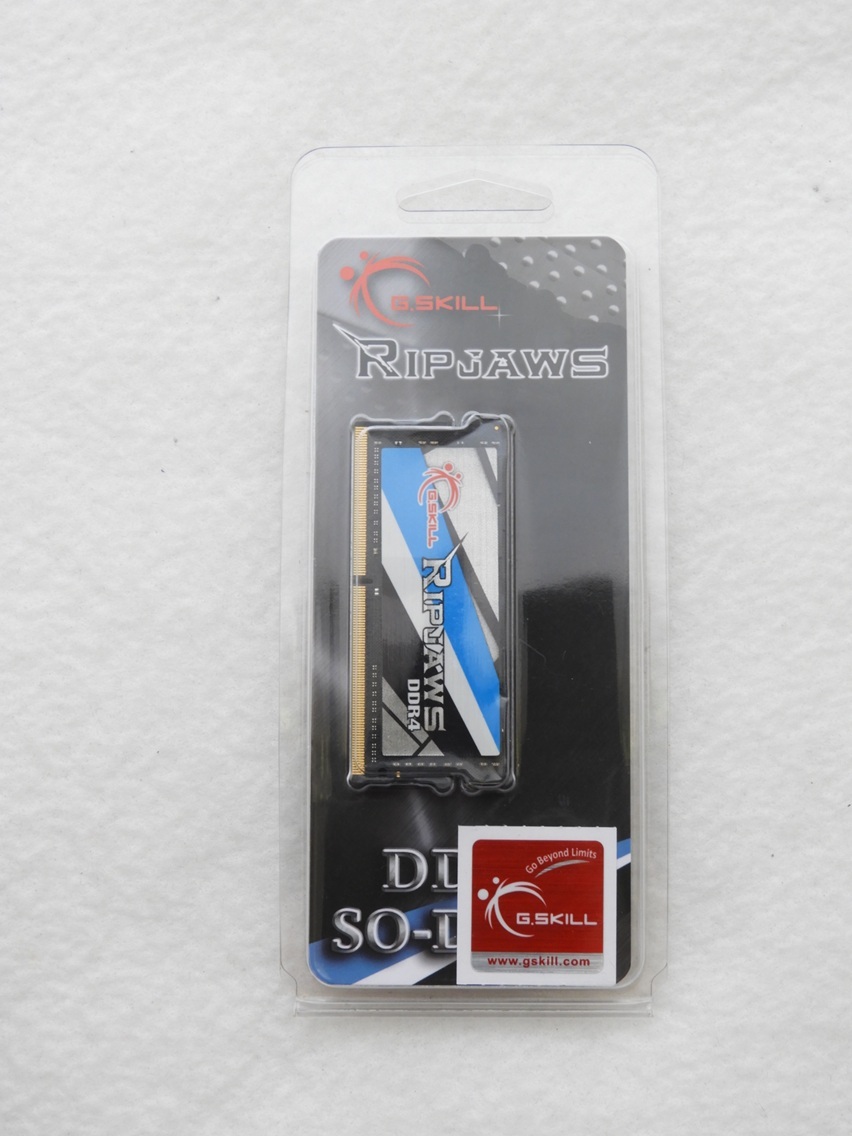 G.SKILL
RIPJAWS
G.SKILL
RIPJAWS
DDR4
DD
SO-D
Go Beyond Limits
G.SKILL
www.gskill.com